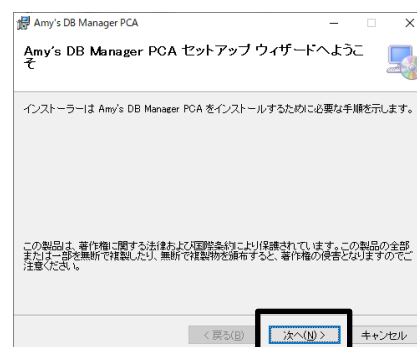 Amy's DB Manager PCA
Amy's DB Manager PCA セットアップ ウィザードへようこ
そ
インストーラーは Amy's DB Manager PCA をインストールするために必要な手順を示します。
この製品は、著作権に関する法律および国際条約により保護されています。この製品の全部
または一部を無断で複製したり、無断で複製物を頒布すると、著作権の侵害となりますのでご
注意ください。
< 戻る(B) 次へ(N) > キャンセル